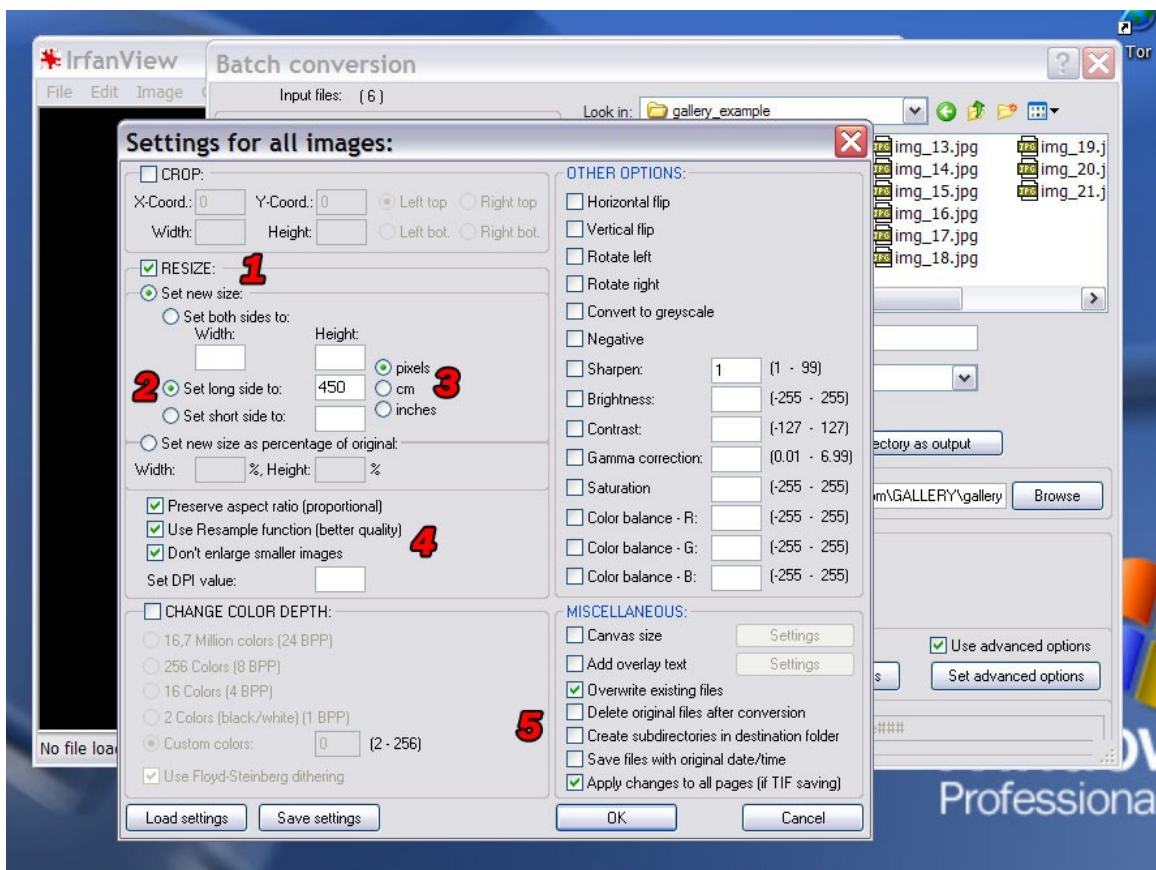 Tor
IrfanView
Batch conversion
File Edit Image
Input files: (6)
Look in: gallery_example
img_13.jpg img_19.j
img_14.jpg img_20.j
img_15.jpg img_21.j
img_16.jpg
img_17.jpg
img_18.jpg
Settings for all images:
CROP:
X-Coord.: 0 Y-Coord.: 0 Left top Right top
Width: Height: Left bot. Right bot.
RESIZE: 1
Set new size:
Set both sides to:
Width: Height:
pixels
2 Set long side to: 450 cm 3
Set short side to: inches
Set new size as percentage of original:
Width: %, Height: %
Preserve aspect ratio (proportional)
Use Resample function (better quality) 4
Don't enlarge smaller images
Set DPI value:
CHANGE COLOR DEPTH:
16,7 Million colors (24 BPP)
256 Colors (8 BPP)
16 Colors (4 BPP)
2 Colors (black/white) (1 BPP)
Custom colors: 0 (2 - 256)
Use Floyd-Steinberg dithering
Load settings Save settings
OTHER OPTIONS:
Horizontal flip
Vertical flip
Rotate left
Rotate right
Convert to greyscale
Negative
Sharpen: 1 (1 - 99)
Brightness: (-255 - 255)
Contrast: (-127 - 127)
Gamma correction: (0.01 - 6.99)
Saturation (-255 - 255)
Color balance - R: (-255 - 255)
Color balance - G: (-255 - 255)
Color balance - B: (-255 - 255)
MISCELLANEOUS:
Canvas size Settings
Add overlay text Settings
Overwrite existing files
Delete original files after conversion
5 Create subdirectories in destination folder
Save files with original date/time
Apply changes to all pages (if TIF saving)
OK Cancel
ectory as output
om\GALLERY\gallery Browse
Use advanced options
s Set advanced options
e###
No file loa
Professiona